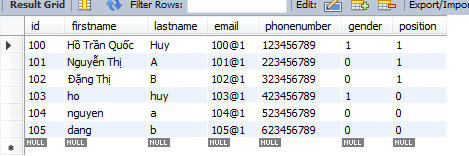 Result Grid Filter Rows: Edit: Export/Impor
id firstname lastname email phonenumber gender position
100 Hồ Trần Quốc Huy 100@1 123456789 1 1
101 Nguyễn Thị A 101@1 223456789 0 1
102 Đặng Thị B 102@1 323456789 0 1
103 ho huy 103@1 423456789 1 0
104 nguyen a 104@1 523456789 0 0
105 dang b 105@1 623456789 0 0
NULL NULL NULL NULL NULL NULL NULL